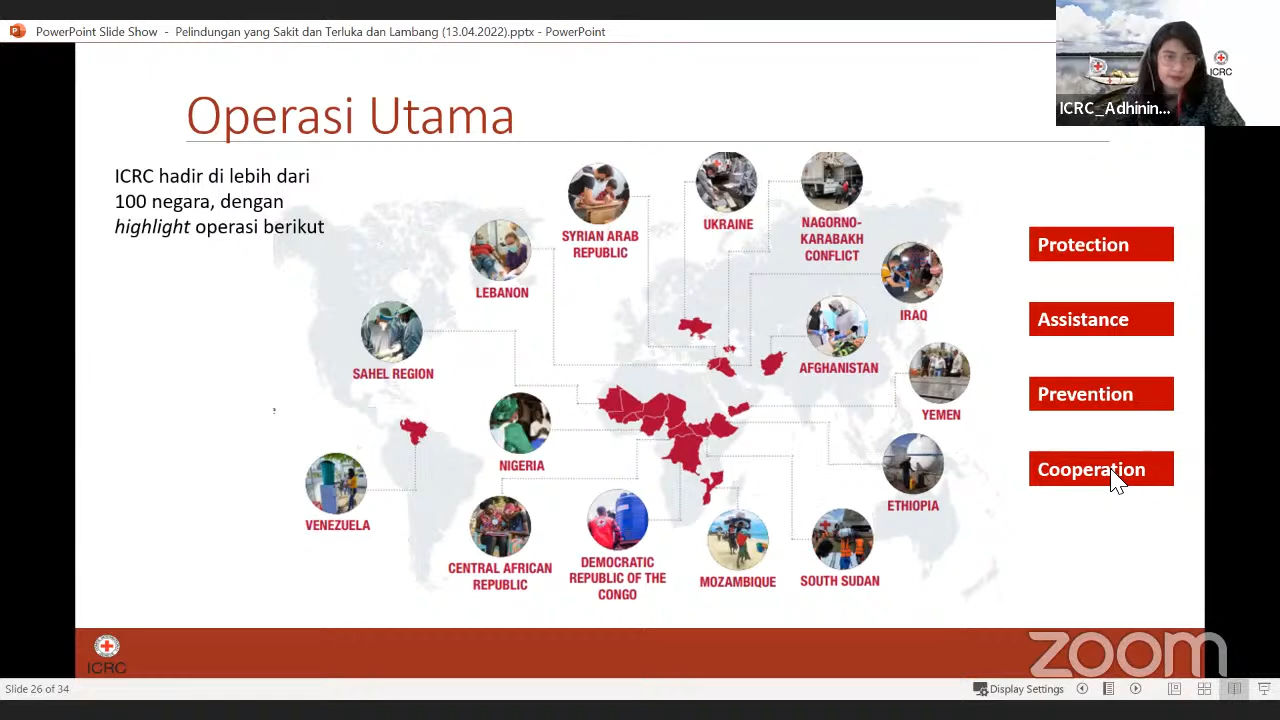 PowerPoint Slide Show - Pelindungan yang Sakit dan Terluka dan Lambang (13.04.2022).pptx - PowerPoint
ICRC
ICRC_Adhinin...
Operasi Utama
ICRC hadir di lebih dari
100 negara, dengan
highlight operasi berikut
SYRIAN ARAB
REPUBLIC
UKRAINE
NAGORNO-
KARABAKH
CONFLICT
LEBANON
IRAQ
SAHEL REGION
AFGHANISTAN
YEMEN
NIGERIA
ETHIOPIA
VENEZUELA
CENTRAL AFRICAN
REPUBLIC
DEMOCRATIC
REPUBLIC OF THE
CONGO
MOZAMBIQUE
SOUTH SUDAN
Protection
Assistance
Prevention
Cooperation
ICRC
zoom
Slide 26 of 34
Display Settings